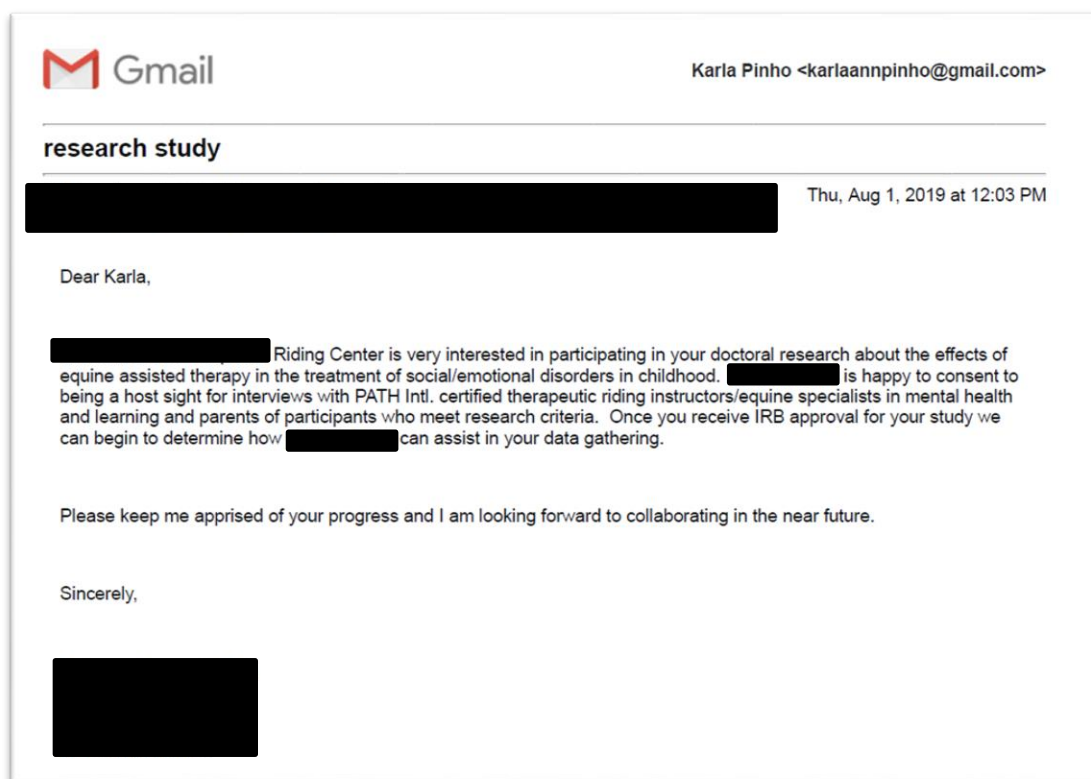 Gmail
Karla Pinho <karlaannpinho@gmail.com>
research study
Thu, Aug 1, 2019 at 12:03 PM
Dear Karla,
Riding Center is very interested in participating in your doctoral research about the effects of
equine assisted therapy in the treatment of social/emotional disorders in childhood. is happy to consent to
being a host sight for interviews with PATH Intl. certified therapeutic riding instructors/equine specialists in mental health
and learning and parents of participants who meet research criteria.  Once you receive IRB approval for your study we
can begin to determine how can assist in your data gathering.
Please keep me apprised of your progress and I am looking forward to collaborating in the near future.
Sincerely,